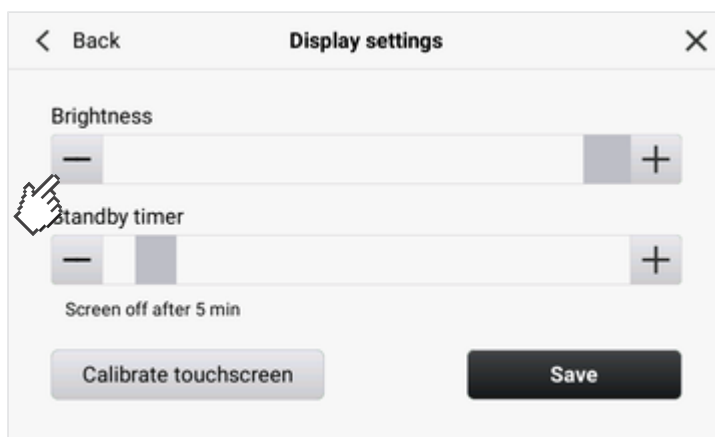 Back
Display settings
Brightness
Standby timer
Screen off after 5 min
Calibrate touchscreen
Save